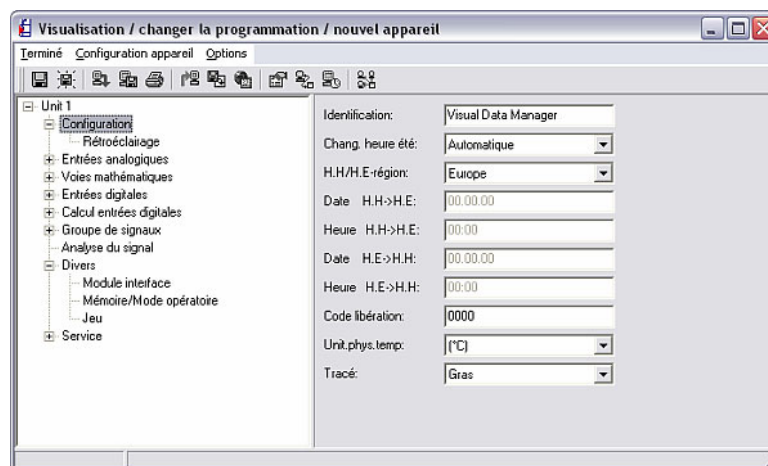 Visualisation / changer la programmation / nouvel appareil
Terminé Configuration appareil Options
Unit 1
Configuration
Rétroéclairage
Entrées analogiques
Voies mathématiques
Entrées digitales
Calcul entrées digitales
Groupe de signaux
Analyse du signal
Divers
Module interface
Mémoire/Mode opératoire
Jeu
Service
Identification: Visual Data Manager
Chang. heure été: Automatique
H.H/H.E-région: Europe
Date H.H->H.E: 00.00.00
Heure H.H->H.E: 00:00
Date H.E->H.H: 00.00.00
Heure H.E->H.H: 00:00
Code libération: 0000
Unit.phys.temp: (°C)
Tracé: Gras